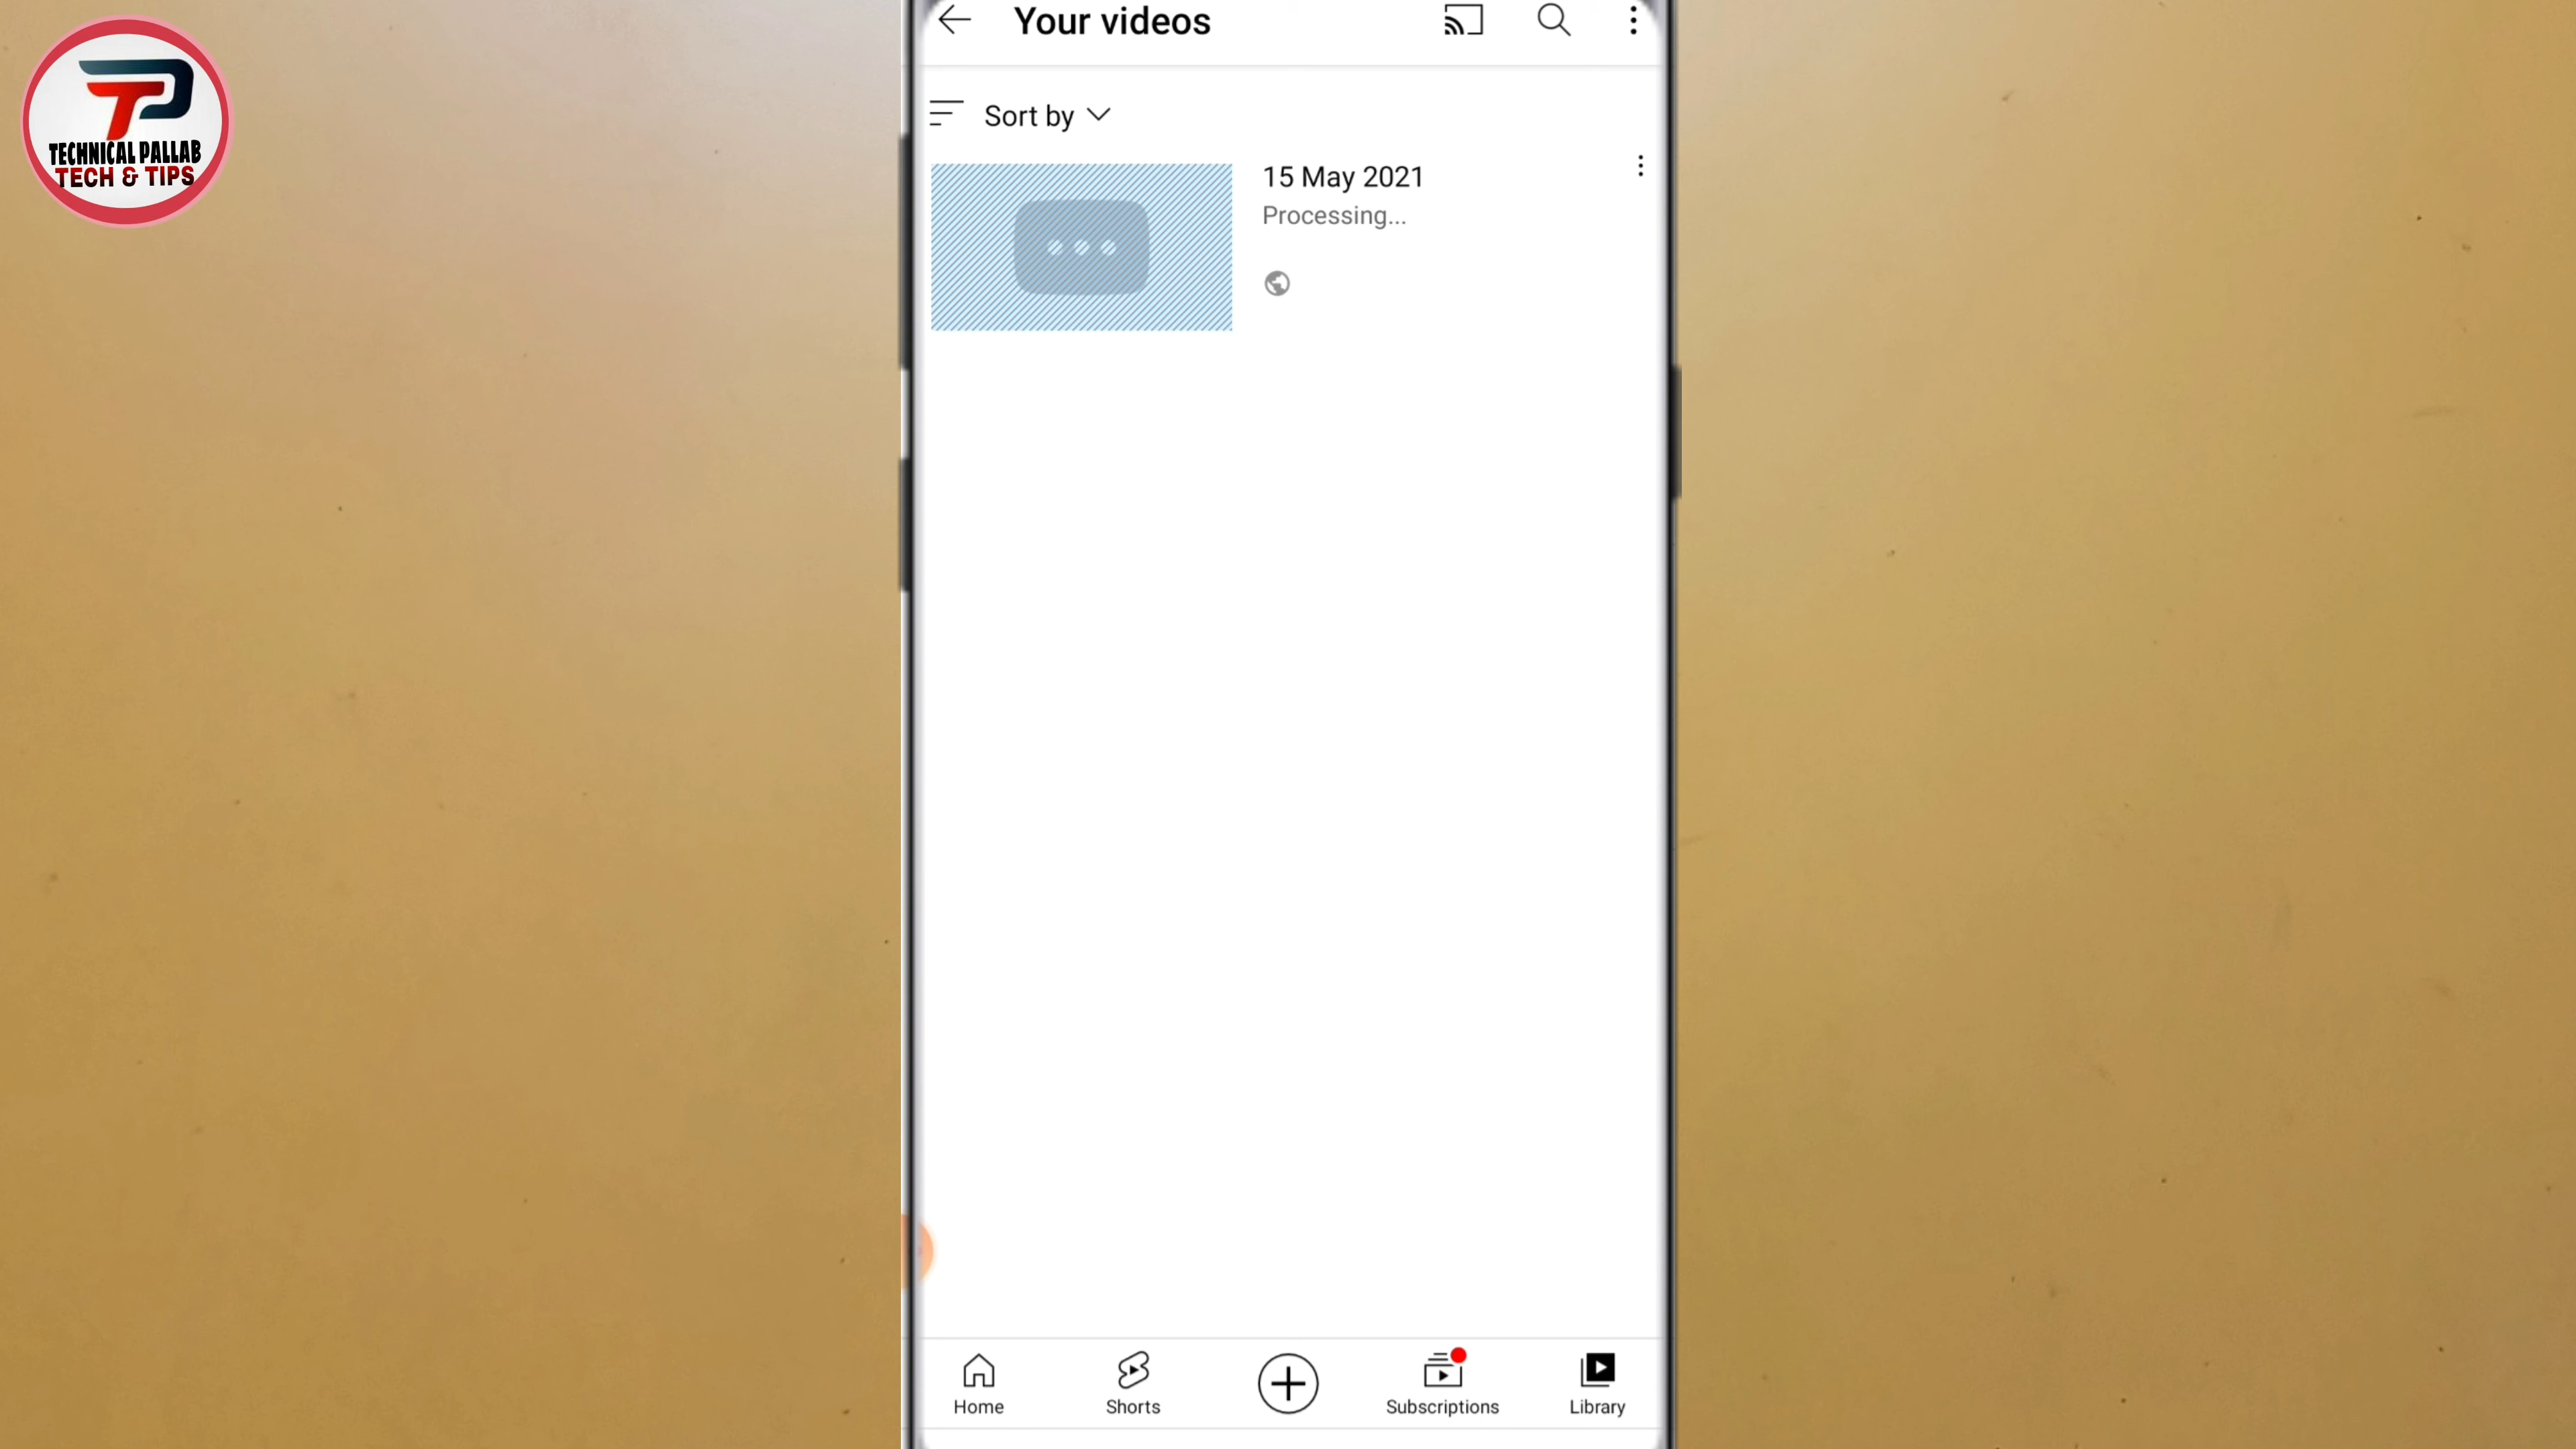 TECHNICAL PALLAB
TECH & TIPS
Your videos
Sort by
15 May 2021
Processing...
Home
Shorts
Subscriptions
Library